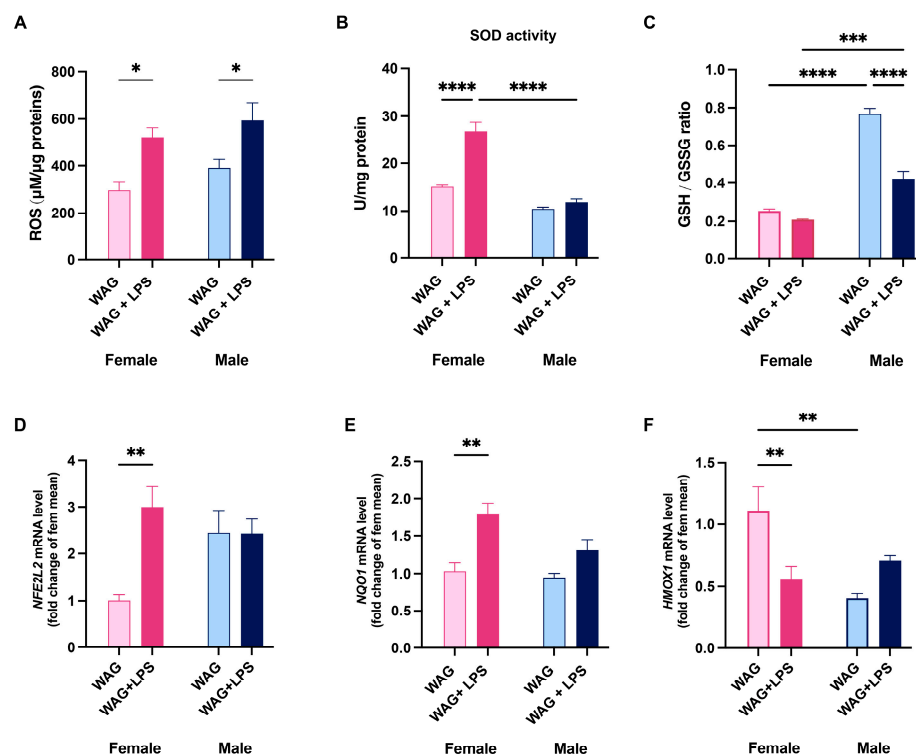 A
ROS (μM/μg proteins)
800
600
400
200
0
*
*
WAG
WAG + LPS
WAG
WAG + LPS
Female
Male
B
SOD activity
U/mg protein
40
30
20
10
0
****
****
WAG
WAG + LPS
WAG
WAG + LPS
Female
Male
C
GSH / GSSG ratio
1.0
0.8
0.6
0.4
0.2
0.0
***
****
****
WAG
WAG + LPS
WAG
WAG + LPS
Female
Male
D
NFE2L2 mRNA level
(fold change of fem mean)
4
3
2
1
0
**
WAG
WAG+LPS
WAG
WAG+LPS
Female
Male
E
NQO1 mRNA level
(fold change of fem mean)
2.5
2.0
1.5
1.0
0.5
0.0
**
WAG
WAG + LPS
WAG
WAG + LPS
Female
Male
F
HMOX1 mRNA level
(fold change of fem mean)
1.5
1.0
0.5
0.0
**
**
WAG
WAG+LPS
WAG
WAG+LPS
Female
Male